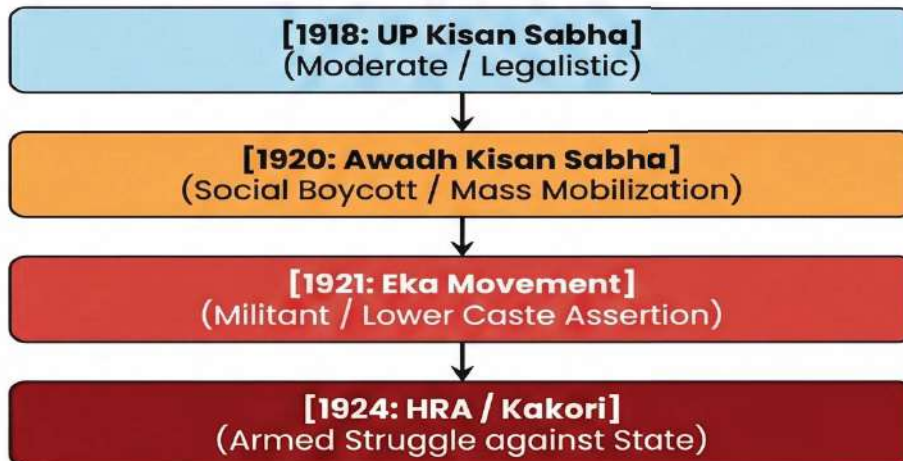 [1918: UP Kisan Sabha]
(Moderate / Legalistic)
[1920: Awadh Kisan Sabha]
(Social Boycott / Mass Mobilization)
[1921: Eka Movement]
(Militant / Lower Caste Assertion)
[1924: HRA / Kakori]
(Armed Struggle against State)